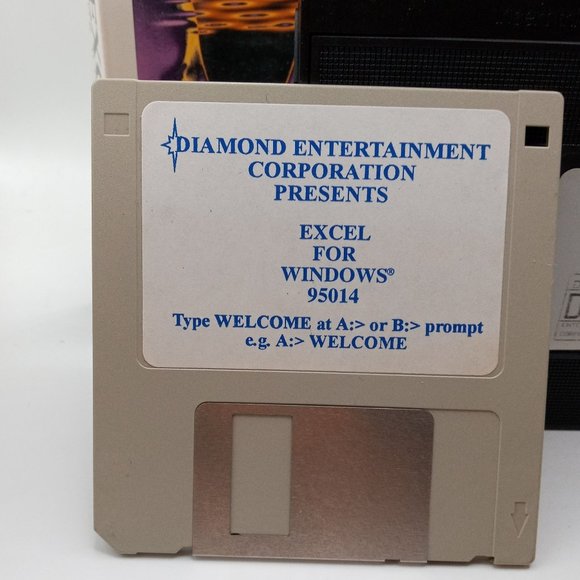 DIAMOND ENTERTAINMENT
CORPORATION
PRESENTS
EXCEL
FOR
WINDOWS®
95014
Type WELCOME at A:> or B:> prompt
e.g. A:> WELCOME